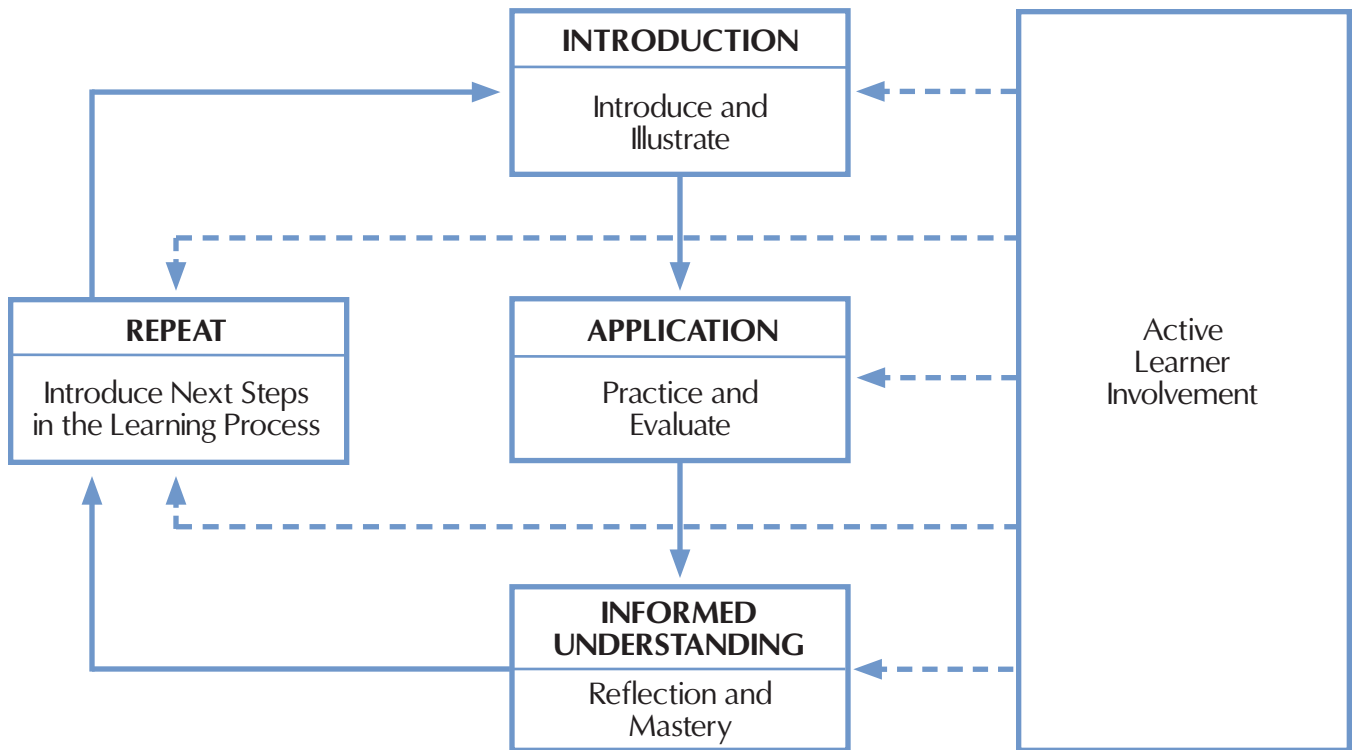 INTRODUCTION
Introduce and
Illustrate
REPEAT
Introduce Next Steps
in the Learning Process
APPLICATION
Practice and
Evaluate
Active
Learner
Involvement
INFORMED
UNDERSTANDING
Reflection and
Mastery